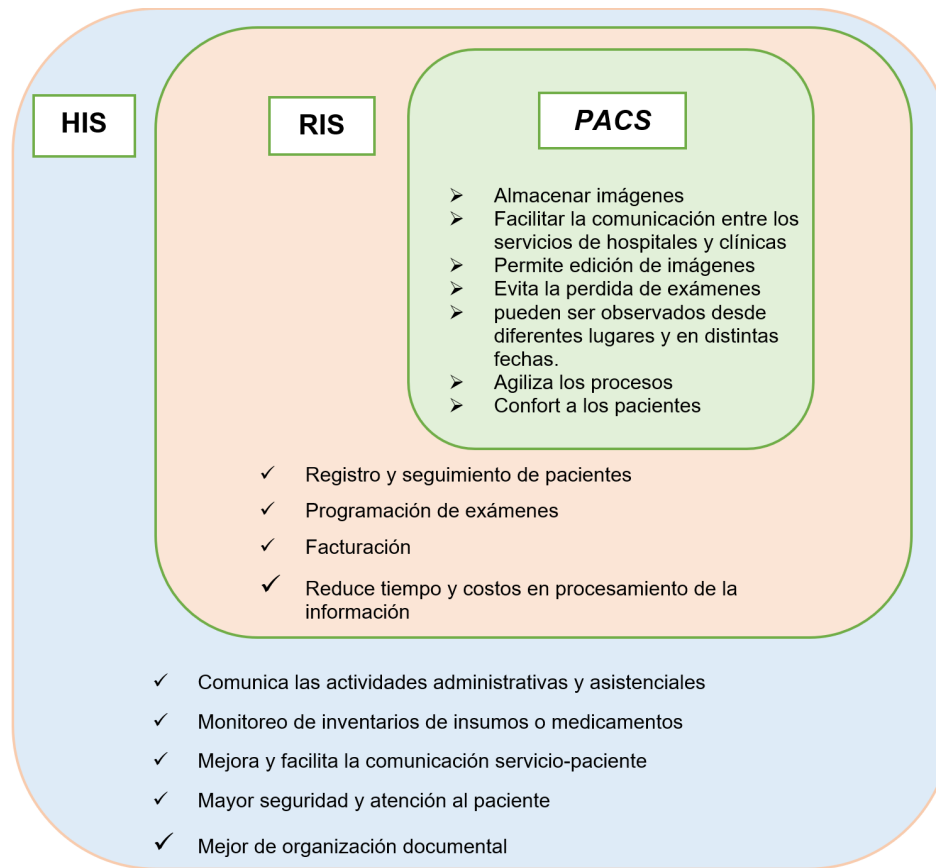 HIS
RIS
PACS
➢ Almacenar imágenes
➢ Facilitar la comunicación entre los
servicios de hospitales y clínicas
➢ Permite edición de imágenes
➢ Evita la perdida de exámenes
➢ pueden ser observados desde
diferentes lugares y en distintas
fechas.
➢ Agiliza los procesos
➢ Confort a los pacientes
✓ Registro y seguimiento de pacientes
✓ Programación de exámenes
✓ Facturación
✓ Reduce tiempo y costos en procesamiento de la
información
✓ Comunica las actividades administrativas y asistenciales
✓ Monitoreo de inventarios de insumos o medicamentos
✓ Mejora y facilita la comunicación servicio-paciente
✓ Mayor seguridad y atención al paciente
✓ Mejor de organización documental